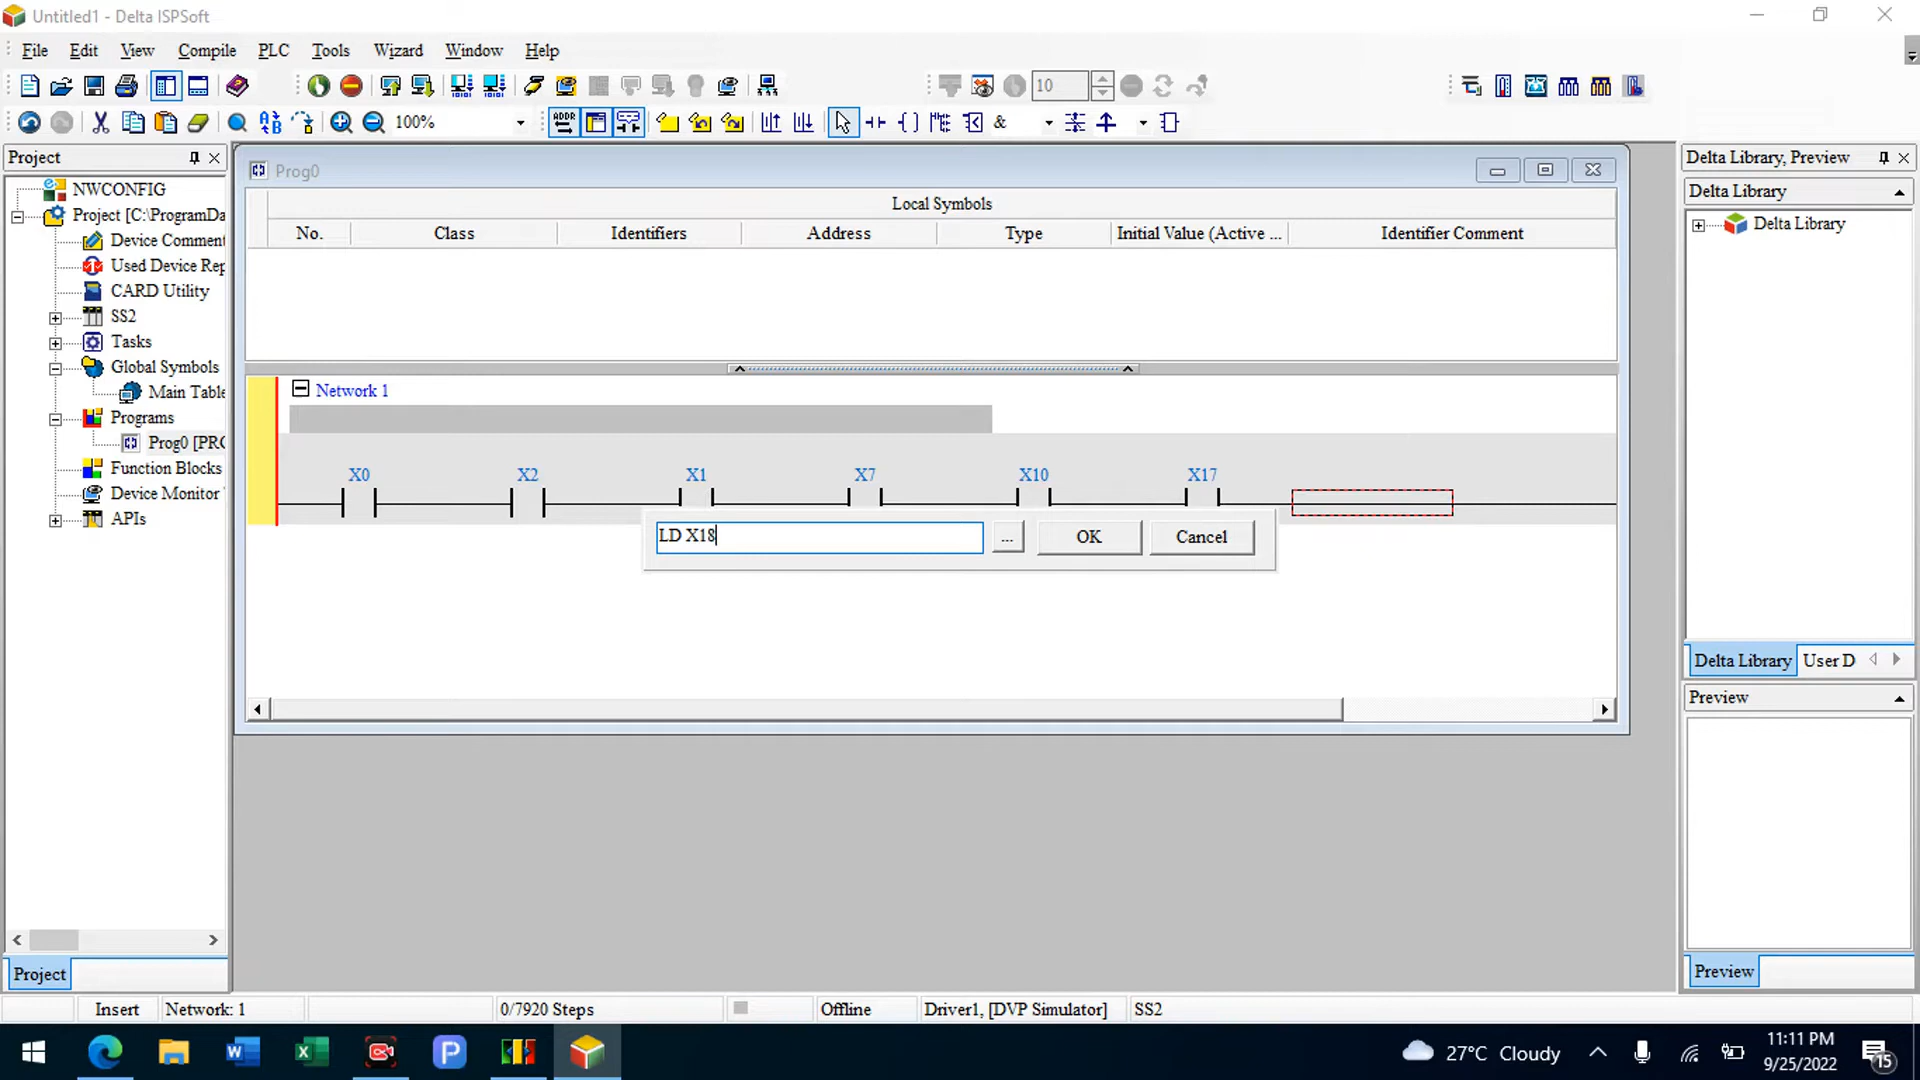 Untitled1 - Delta ISPSoft
File Edit View Compile PLC Tools Wizard Window Help
10
ADDR
100%
&
Project
NWCONFIG
Project [C:\ProgramDa
Device Comment
Used Device Rep
CARD Utility
SS2
Tasks
Global Symbols
Main Table
Programs
Prog0 [PRC
Function Blocks
Device Monitor
APIs
Project
Prog0
Local Symbols
No. Class Identifiers Address Type Initial Value (Active ... Identifier Comment
Network 1
X0 X2 X1 X7 X10 X17
LD X18 ... OK Cancel
Delta Library, Preview
Delta Library
Delta Library
Delta Library User D
Preview
Preview
Insert Network: 1 0/7920 Steps Offline Driver1, [DVP Simulator] SS2
27°C Cloudy
11:11 PM
9/25/2022
15